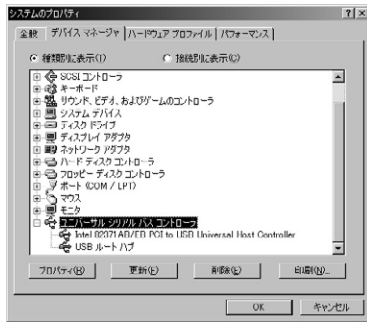 システムのプロパティ
全般
デバイス マネージャ
ハードウェア プロファイル
パフォーマンス
種類別に表示(T)
接続別に表示(C)
SCSI コントローラ
キーボード
サウンド、ビデオ、およびゲームのコントローラ
システム デバイス
ディスク ドライブ
ディスプレイ アダプタ
ネットワーク アダプタ
ハード ディスク コントローラ
フロッピー ディスク コントローラ
ポート (COM / LPT)
マウス
モニタ
ユニバーサル シリアル バス コントローラ
Intel 82371AB/EB PCI to USB Universal Host Controller
USB ルート ハブ
プロパティ(R)
更新(F)
削除(E)
印刷(N)...
OK
キャンセル